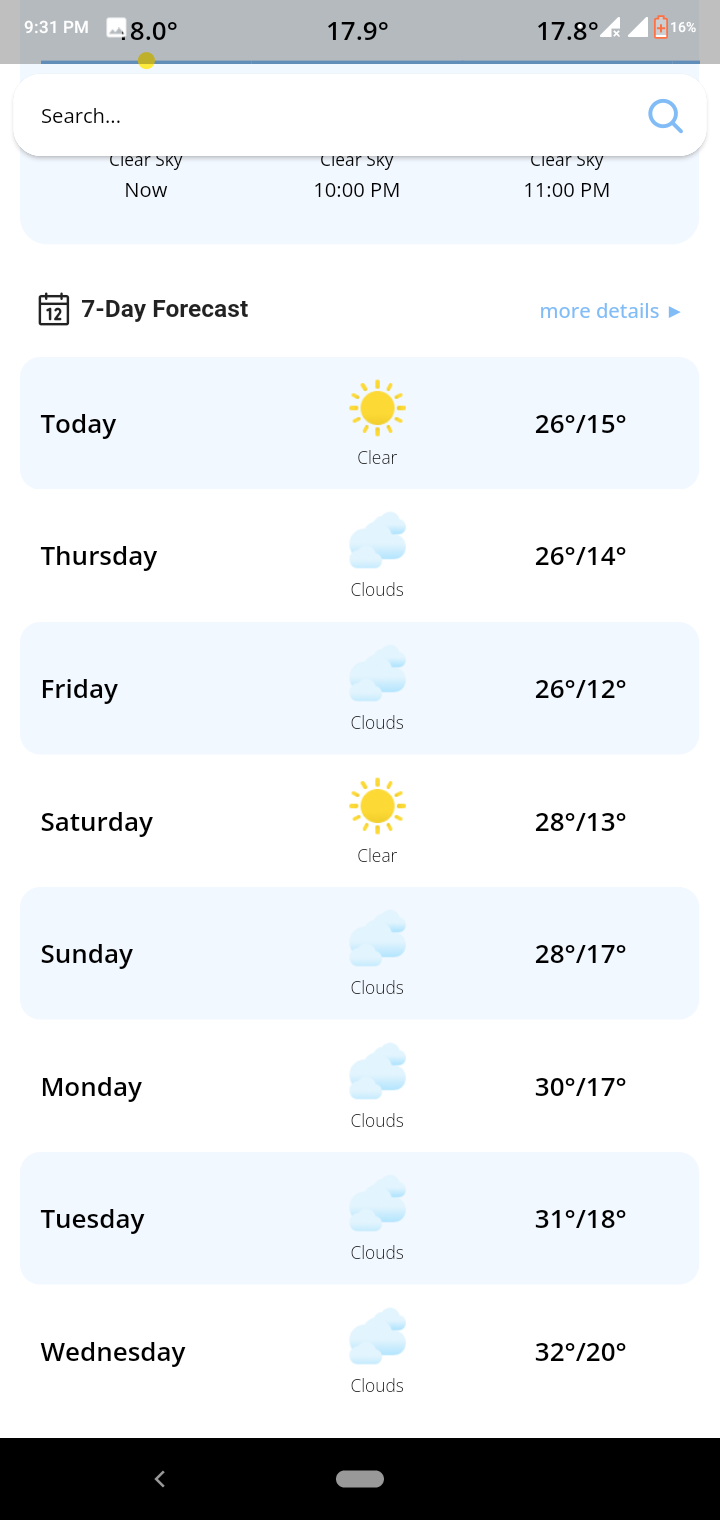 9:31 PM 18.0° 17.9° 17.8° 16%
Search...
Clear Sky Clear Sky Clear Sky
Now 10:00 PM 11:00 PM
12 7-Day Forecast more details ►
Today 26°/15°
Clear
Thursday 26°/14°
Clouds
Friday 26°/12°
Clouds
Saturday 28°/13°
Clear
Sunday 28°/17°
Clouds
Monday 30°/17°
Clouds
Tuesday 31°/18°
Clouds
Wednesday 32°/20°
Clouds